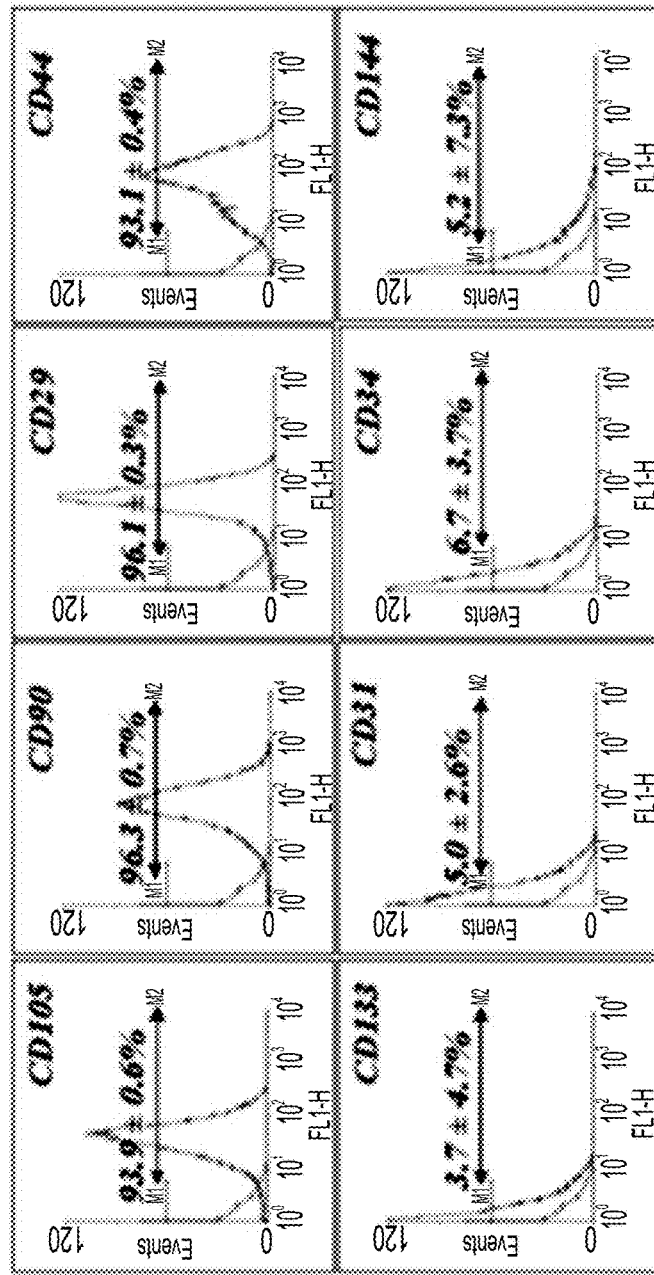 CD105
120
93.9 ± 0.6%
M1
M2
Events
0
10⁰ 10¹ 10² 10³ 10⁴
FL1-H
CD90
120
96.3 ± 0.7%
M1
M2
Events
0
10⁰ 10¹ 10² 10³ 10⁴
FL1-H
CD29
120
96.1 ± 0.3%
M1
M2
Events
0
10⁰ 10¹ 10² 10³ 10⁴
FL1-H
CD44
120
93.1 ± 0.4%
M1
M2
Events
0
10⁰ 10¹ 10² 10³ 10⁴
FL1-H
CD133
120
3.7 ± 4.7%
M1
M2
Events
0
10⁰ 10¹ 10² 10³ 10⁴
FL1-H
CD31
120
5.0 ± 2.6%
M1
M2
Events
0
10⁰ 10¹ 10² 10³ 10⁴
FL1-H
CD34
120
6.7 ± 3.7%
M1
M2
Events
0
10⁰ 10¹ 10² 10³ 10⁴
FL1-H
CD144
120
5.2 ± 7.3%
M1
M2
Events
0
10⁰ 10¹ 10² 10³ 10⁴
FL1-H